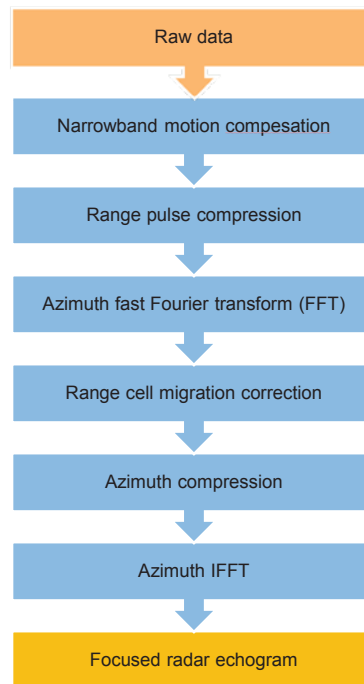 Raw data
Narrowband motion compesation
Range pulse compression
Azimuth fast Fourier transform (FFT)
Range cell migration correction
Azimuth compression
Azimuth IFFT
Focused radar echogram